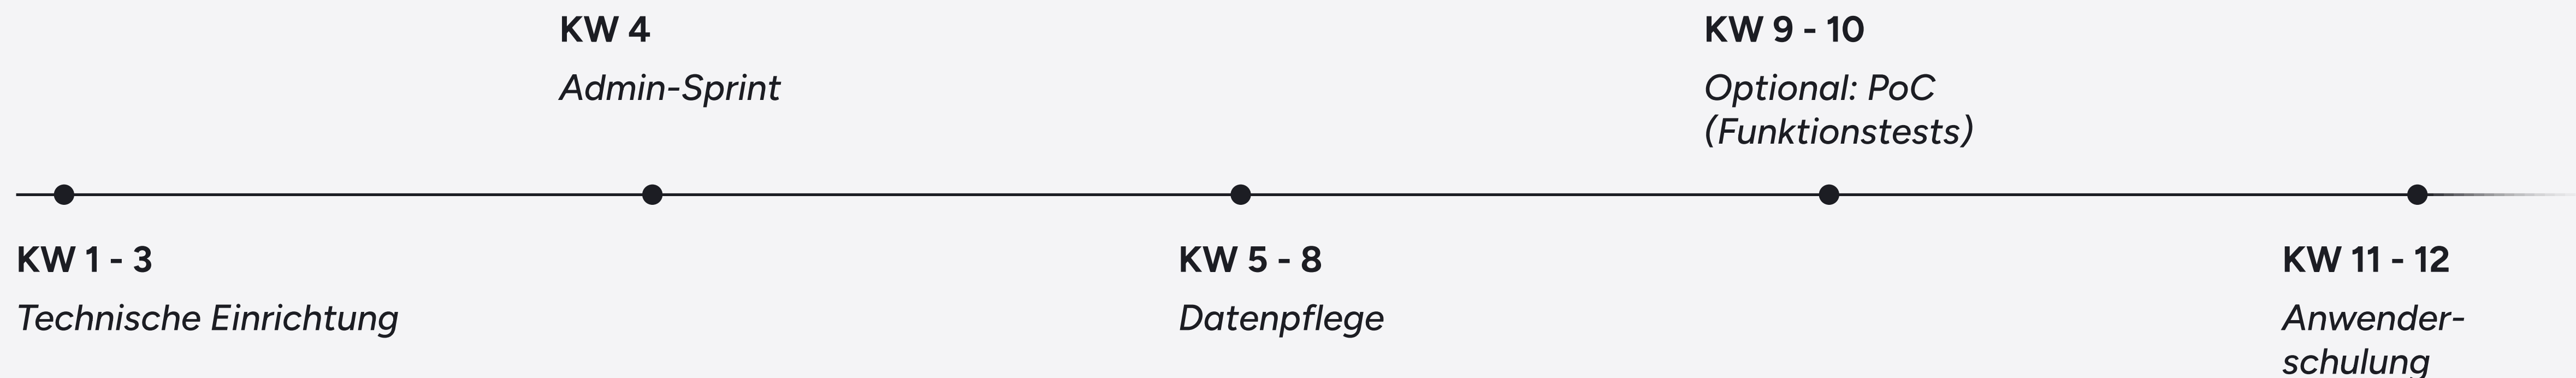 KW 1 - 3
Technische Einrichtung
KW 4
Admin-Sprint
KW 5 - 8
Datenpflege
KW 9 - 10
Optional: PoC
(Funktionstests)
KW 11 - 12
Anwender-
schulung